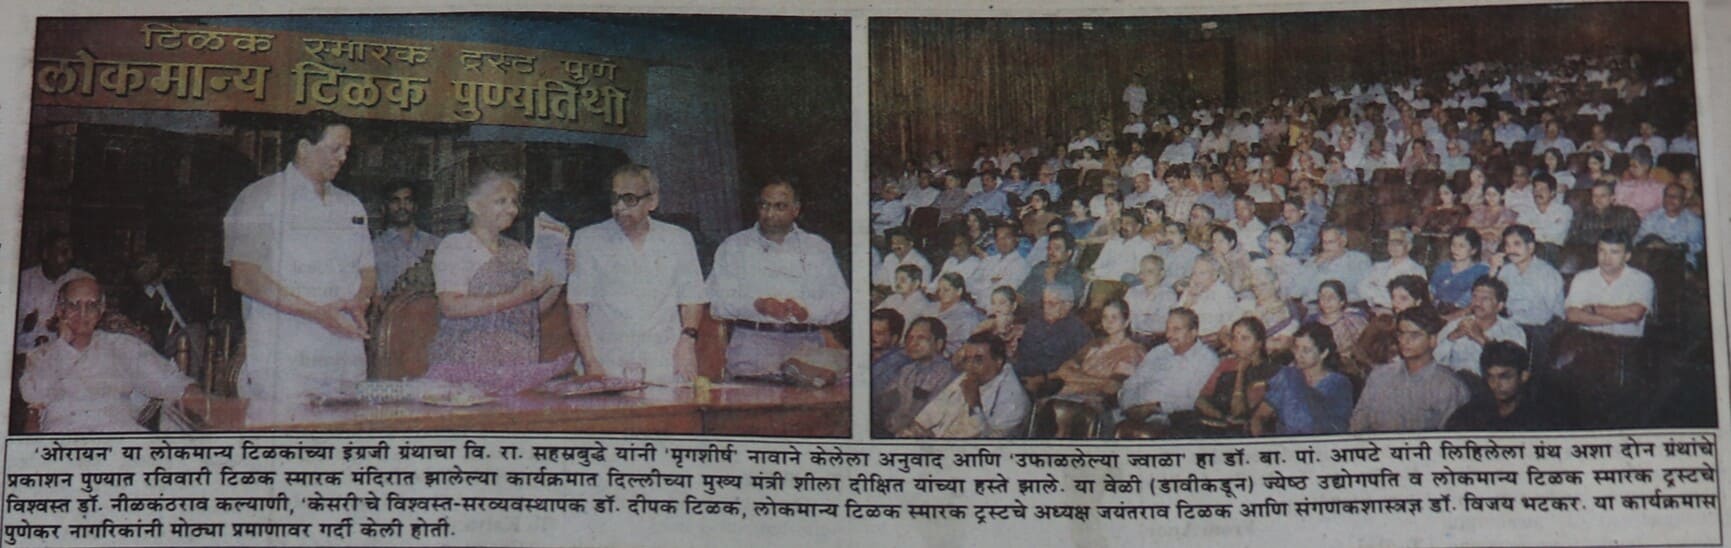 टिळक स्मारक ट्रस्ट पुणे
लोकमान्य टिळक पुण्यतिथी
'ओरायन' या लोकमान्य टिळकांच्या इंग्रजी ग्रंथाचा वि. रा. सहस्रबुद्धे यांनी 'मृगशीर्ष' नावाने केलेला अनुवाद आणि 'उफाळलेल्या ज्वाळा' हा डॉ. बा. पां. आपटे यांनी लिहिलेला ग्रंथ अशा दोन ग्रंथांचे
प्रकाशन पुण्यात रविवारी टिळक स्मारक मंदिरात झालेल्या कार्यक्रमात दिल्लीच्या मुख्य मंत्री शीला दीक्षित यांच्या हस्ते झाले. या वेळी (डावीकडून) ज्येष्ठ उद्योगपति व लोकमान्य टिळक स्मारक ट्रस्टचे
विश्वस्त डॉ. नीळकंठराव कल्याणी, 'केसरी'चे विश्वस्त-सरव्यवस्थापक डॉ. दीपक टिळक, लोकमान्य टिळक स्मारक ट्रस्टचे अध्यक्ष जयंतराव टिळक आणि संगणकशास्त्रज्ञ डॉ. विजय भटकर. या कार्यक्रमास
पुणेकर नागरिकांनी मोठ्या प्रमाणावर गर्दी केली होती.